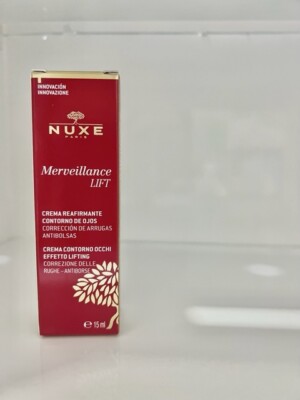 INNOVACIÓN
INNOVAZIONE
NUXE
PARIS
Merveillance
LIFT
CREMA REAFIRMANTE
CONTORNO DE OJOS
CORRECCIÓN DE ARRUGAS
ANTIBOLSAS
CREMA CONTORNO OCCHI
EFFETTO LIFTING
CORREZIONE DELLE
RUGHE - ANTIBORSE
℮ 15 ml